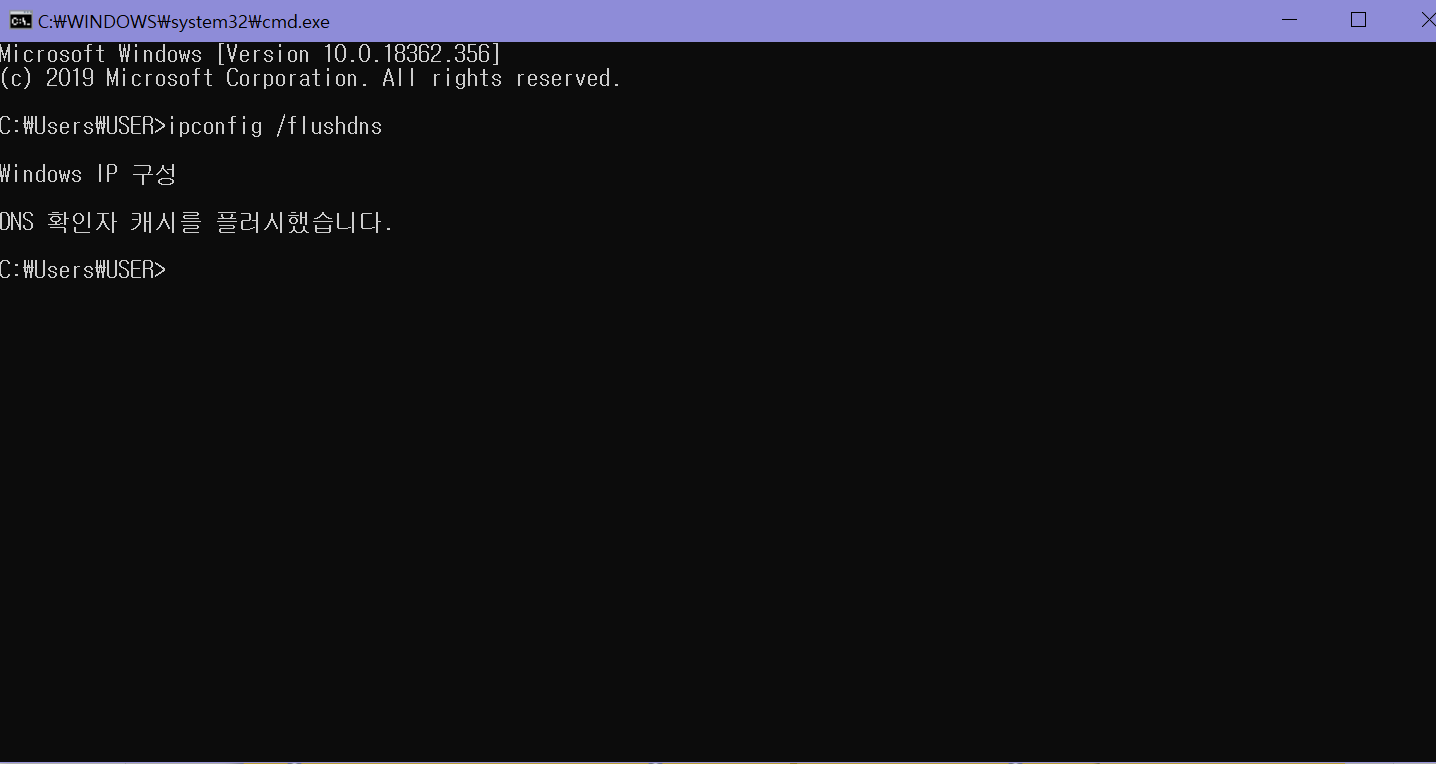 C:₩WINDOWS₩system32₩cmd.exe
Microsoft Windows [Version 10.0.18362.356]
(c) 2019 Microsoft Corporation. All rights reserved.
C:₩Users₩USER>ipconfig /flushdns
Windows IP 구성
DNS 확인자 캐시를 플러시했습니다.
C:₩Users₩USER>